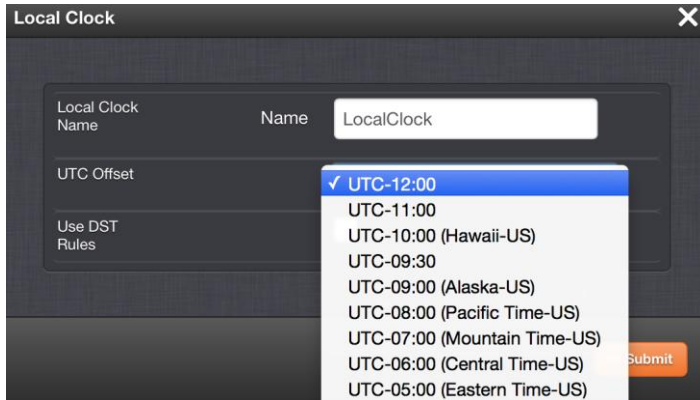 Local Clock
Local Clock
Name
Name
LocalClock
UTC Offset
✓ UTC-12:00
UTC-11:00
UTC-10:00 (Hawaii-US)
Use DST
Rules
UTC-09:30
UTC-09:00 (Alaska-US)
UTC-08:00 (Pacific Time-US)
UTC-07:00 (Mountain Time-US)
UTC-06:00 (Central Time-US)
Submit
UTC-05:00 (Eastern Time-US)